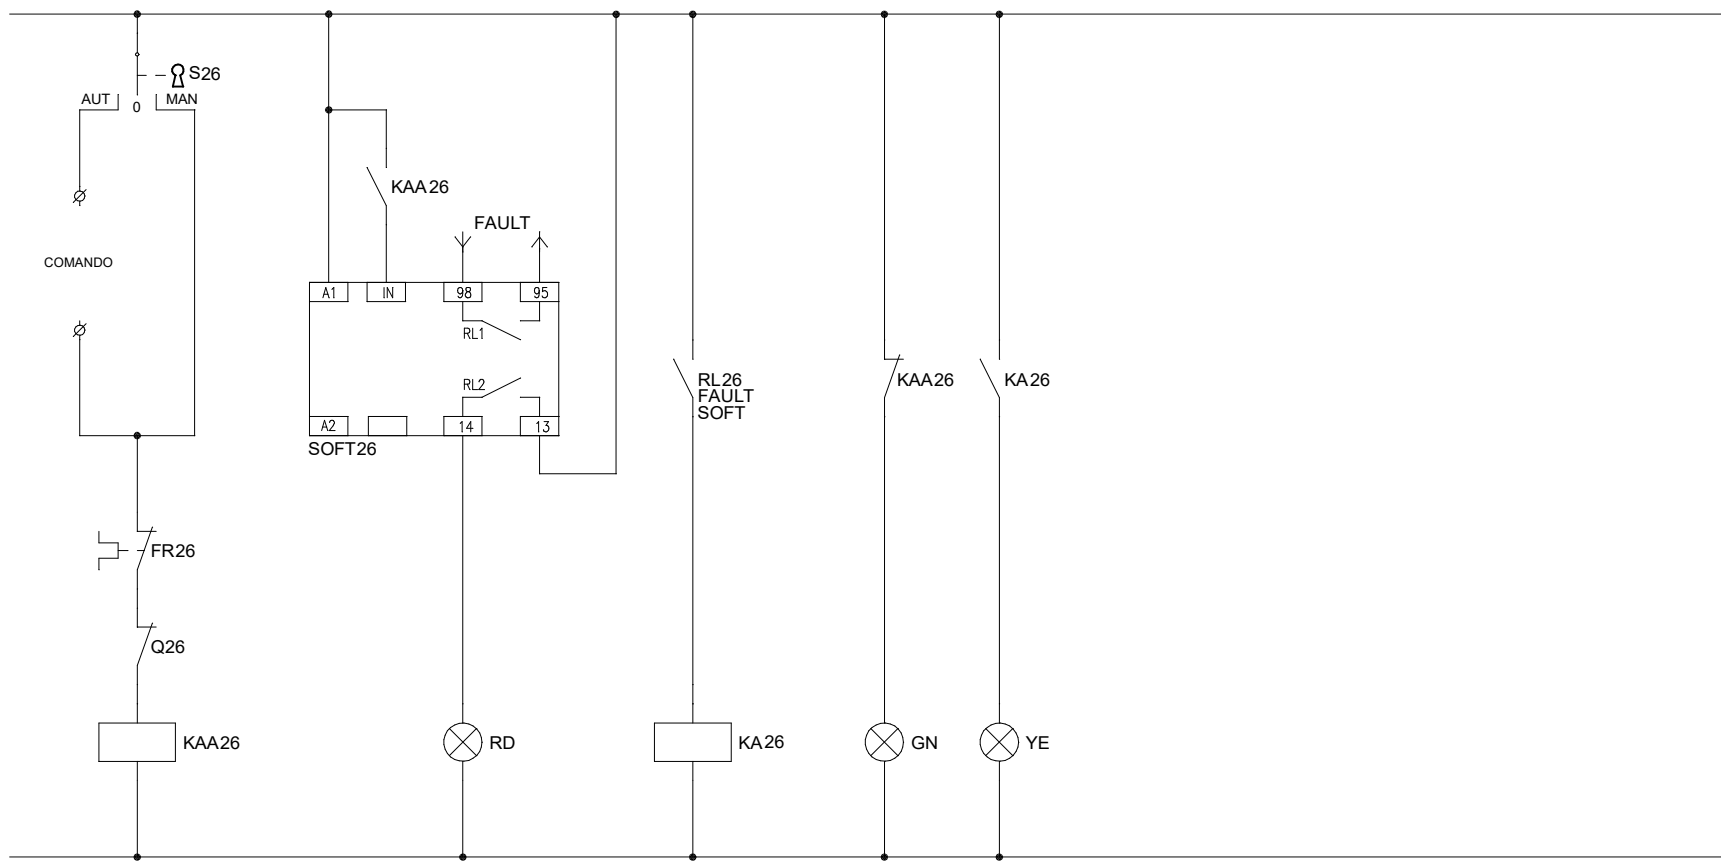 S26
AUT
0
MAN
KAA26
FAULT
COMANDO
A1
IN
98
95
RL1
RL2
A2
14
13
SOFT26
RL26
FAULT
SOFT
KAA26
KA26
FR26
Q26
KAA26
RD
KA26
GN
YE